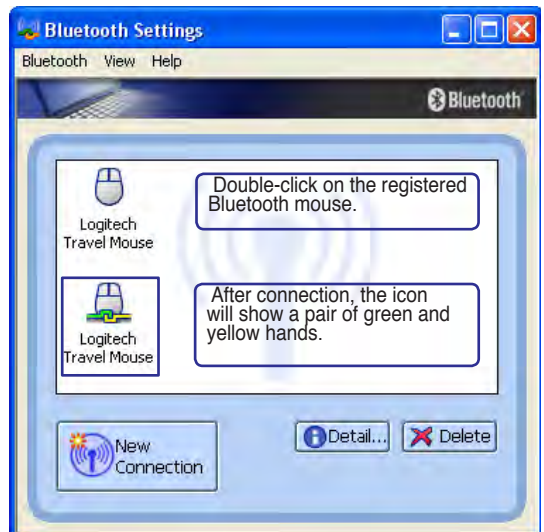 Bluetooth Settings
Bluetooth View Help
Bluetooth
Logitech
Travel Mouse
Double-click on the registered
Bluetooth mouse.
Logitech
Travel Mouse
After connection, the icon
will show a pair of green and
yellow hands.
New
Connection
Detail...
Delete